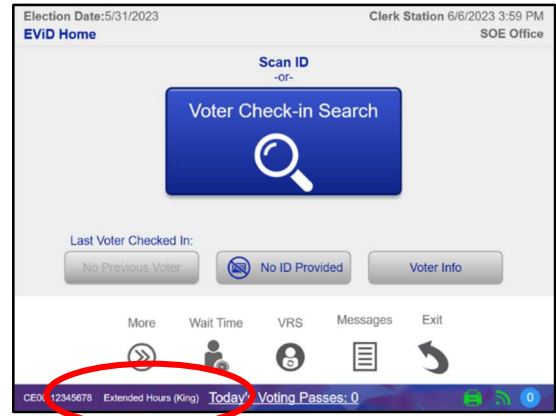 Election Date:5/31/2023 Clerk Station 6/6/2023 3:59 PM
EViD Home SOE Office
Scan ID
-or-
Voter Check-in Search
Last Voter Checked In:
No Previous Voter No ID Provided Voter Info
More Wait Time VRS Messages Exit
12345678 Extended Hours (King) Today's Voting Passes: 0 0